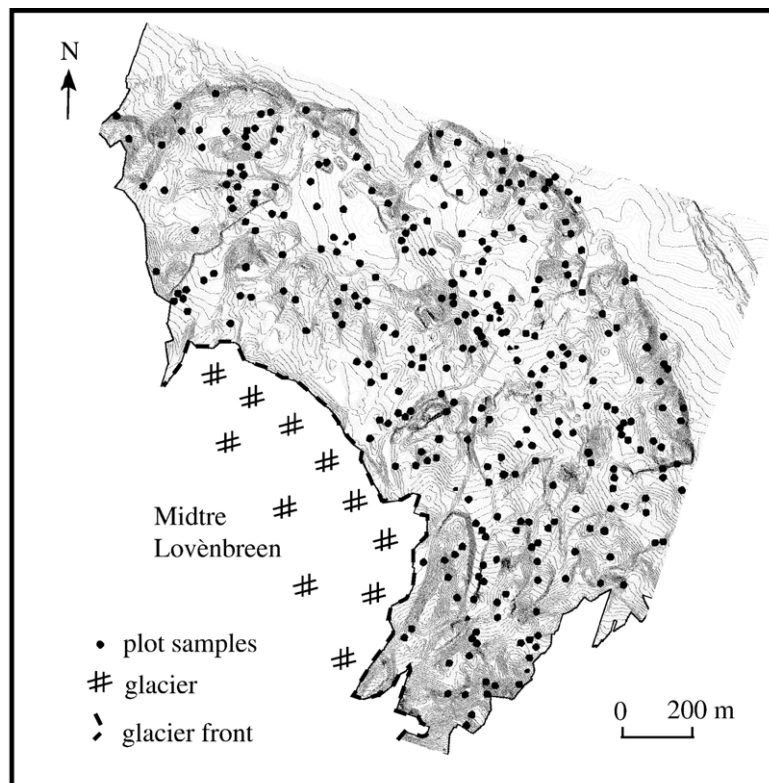 N
Midtre
Lovènbreen
plot samples
glacier
glacier front
0 200 m